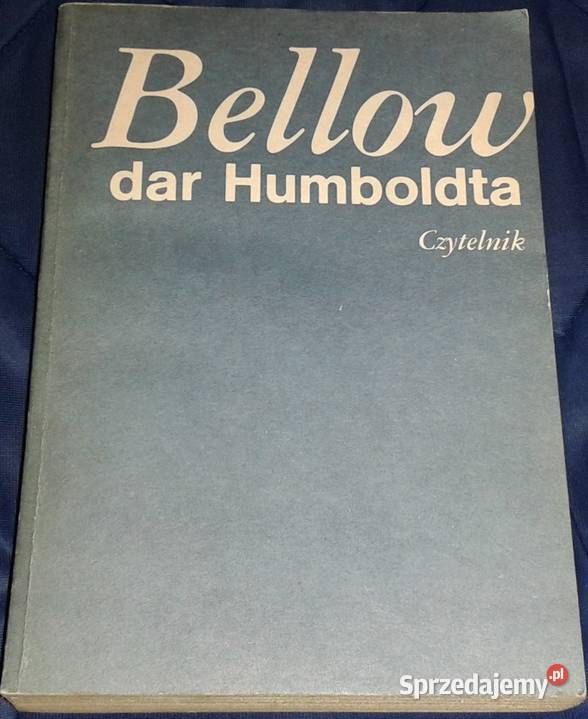 Bellow
dar Humboldta
Czytelnik
Sprzedajemy.pl